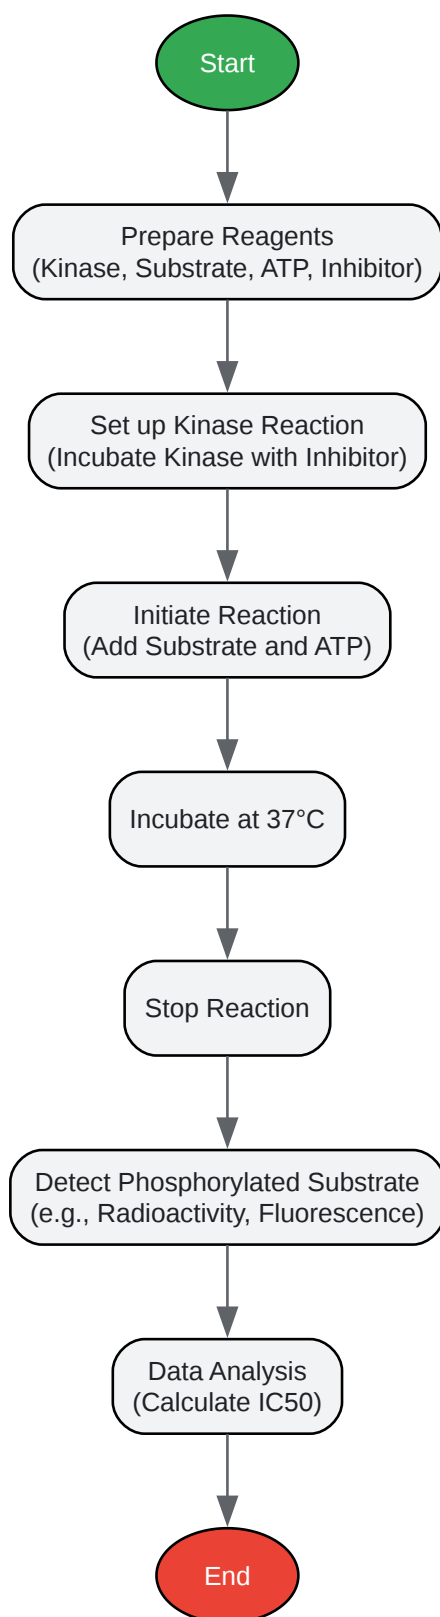 Start
Prepare Reagents
(Kinase, Substrate, ATP, Inhibitor)
Set up Kinase Reaction
(Incubate Kinase with Inhibitor)
Initiate Reaction
(Add Substrate and ATP)
Incubate at 37°C
Stop Reaction
Detect Phosphorylated Substrate
(e.g., Radioactivity, Fluorescence)
Data Analysis
(Calculate IC50)
End